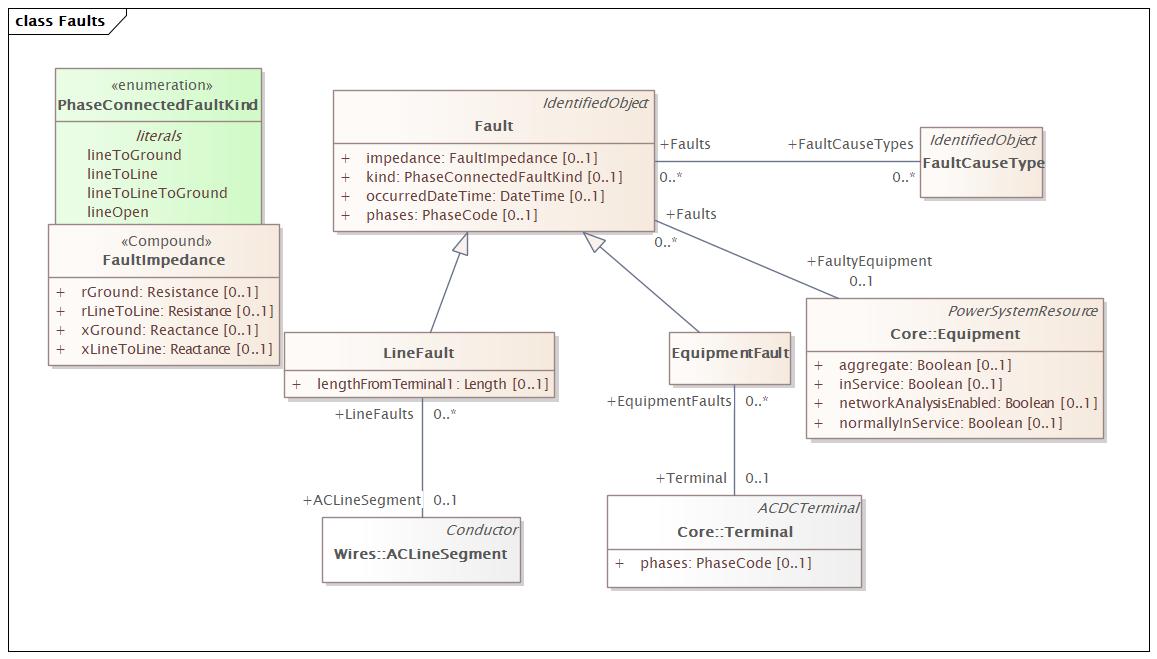 class Faults
«enumeration»
PhaseConnectedFaultKind
literals
lineToGround
lineToLine
lineToLineToGround
lineOpen
«Compound»
FaultImpedance
+ rGround: Resistance [0..1]
+ rLineToLine: Resistance [0..1]
+ xGround: Reactance [0..1]
+ xLineToLine: Reactance [0..1]
IdentifiedObject
Fault
+ impedance: FaultImpedance [0..1]
+ kind: PhaseConnectedFaultKind [0..1]
+ occurredDateTime: DateTime [0..1]
+ phases: PhaseCode [0..1]
+Faults
0..*
+FaultCauseTypes
0..*
IdentifiedObject
FaultCauseType
+Faults
0..*
+FaultyEquipment
0..1
PowerSystemResource
Core::Equipment
+ aggregate: Boolean [0..1]
+ inService: Boolean [0..1]
+ networkAnalysisEnabled: Boolean [0..1]
+ normallyInService: Boolean [0..1]
LineFault
+ lengthFromTerminal1: Length [0..1]
+LineFaults
0..*
+ACLineSegment
0..1
Conductor
Wires::ACLineSegment
EquipmentFault
+EquipmentFaults
0..*
+Terminal
0..1
ACDCTerminal
Core::Terminal
+ phases: PhaseCode [0..1]